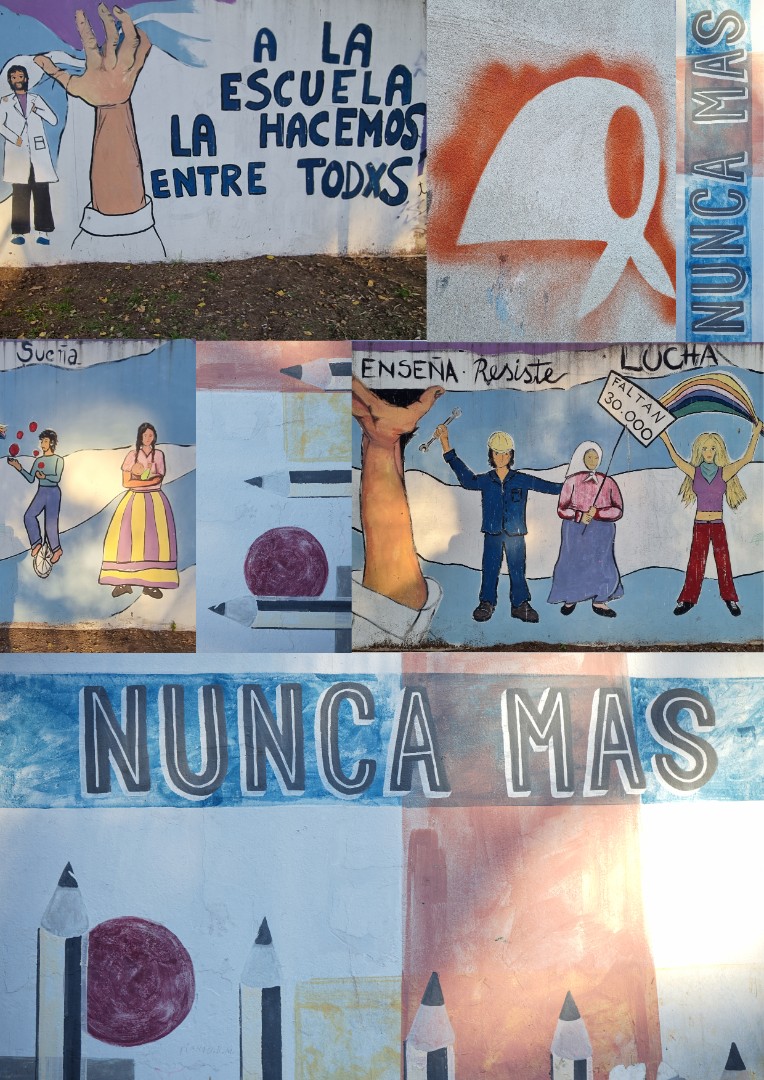 A LA
ESCUELA
LA HACEMOS
ENTRE TODXS
NUNCA MAS
Sueña
ENSEÑA · Resiste LUCHA
FALTAN
30.000
NUNCA MAS